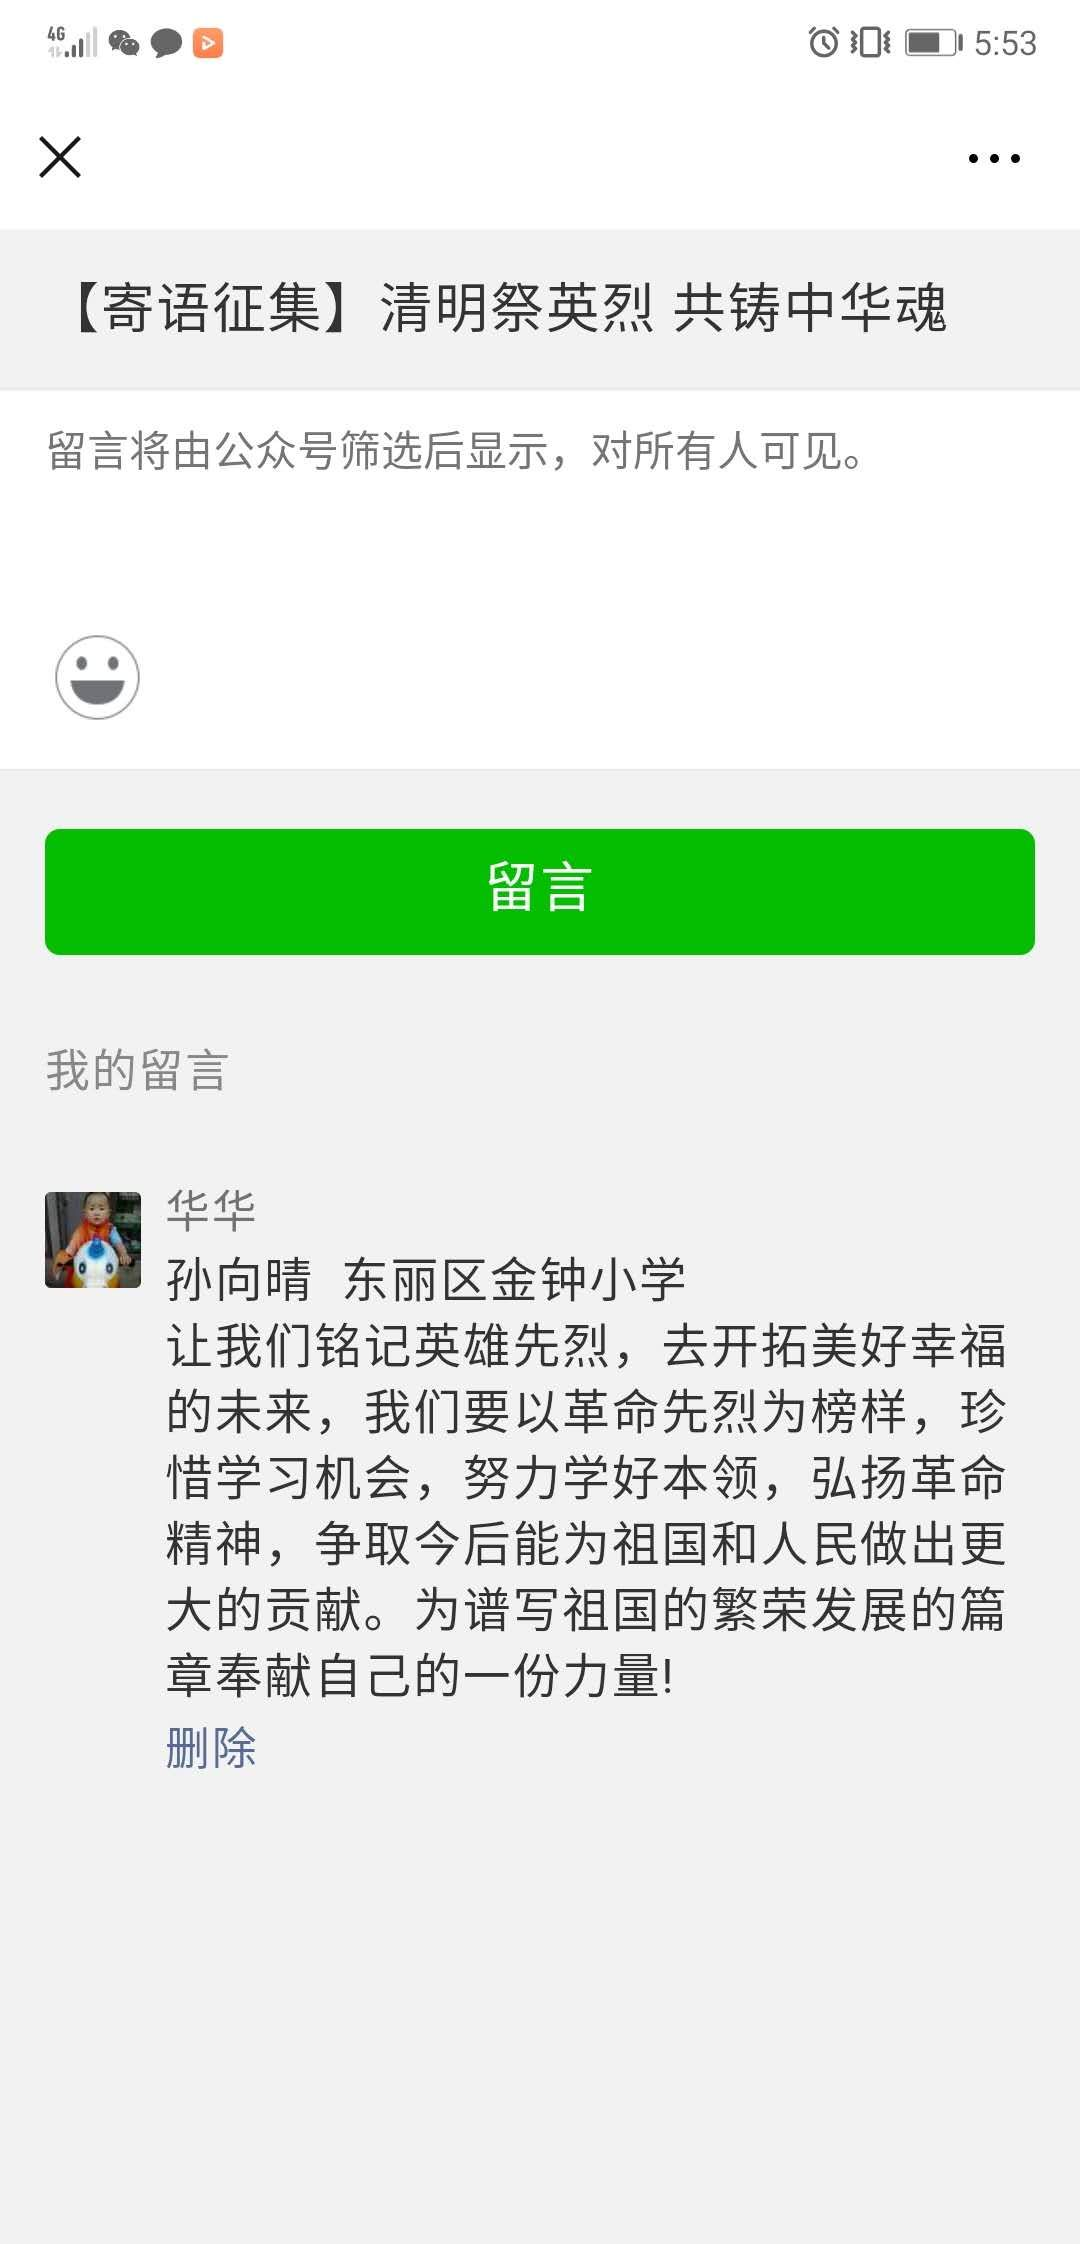 4G
5:53
【寄语征集】清明祭英烈 共铸中华魂
留言将由公众号筛选后显示，对所有人可见。
留言
我的留言
华华
孙向晴  东丽区金钟小学
让我们铭记英雄先烈，去开拓美好幸福
的未来，我们要以革命先烈为榜样，珍
惜学习机会，努力学好本领，弘扬革命
精神，争取今后能为祖国和人民做出更
大的贡献。为谱写祖国的繁荣发展的篇
章奉献自己的一份力量!
删除